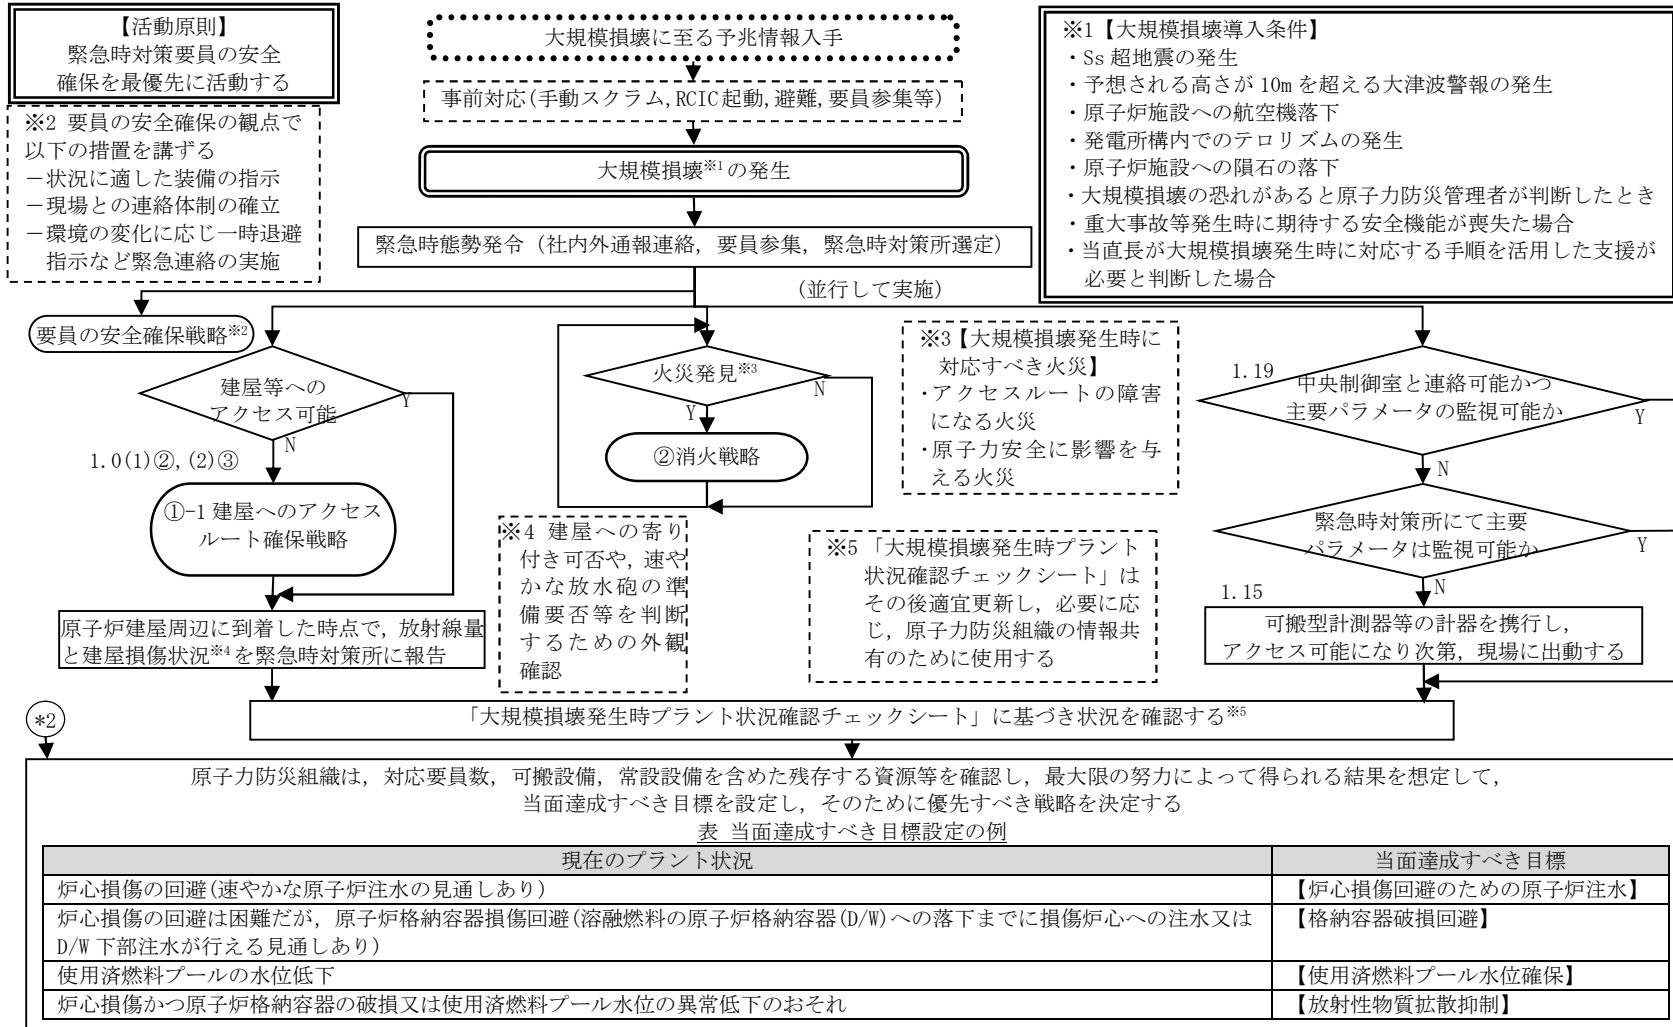 【活動原則】
緊急時対策要員の安全
確保を最優先に活動する
大規模損壊に至る予兆情報入手
事前対応(手動スクラム,RCIC起動,避難,要員参集等)
大規模損壊※1の発生
緊急時態勢発令（社内外通報連絡，要員参集，緊急時対策所選定）
※1【大規模損壊導入条件】
・Ss 超地震の発生
・予想される高さが 10m を超える大津波警報の発生
・原子炉施設への航空機落下
・発電所構内でのテロリズムの発生
・原子炉施設への隕石の落下
・大規模損壊の恐れがあると原子力防災管理者が判断したとき
・重大事故等発生時に期待する安全機能が喪失た場合
・当直長が大規模損壊発生時に対応する手順を活用した支援が
必要と判断した場合
※2 要員の安全確保の観点で
以下の措置を講ずる
－状況に適した装備の指示
－現場との連絡体制の確立
－環境の変化に応じ一時退避
指示など緊急連絡の実施
(並行して実施)
要員の安全確保戦略※2
建屋等への
アクセス可能
Y
N
1.0(1)②,(2)③
①-1 建屋へのアクセス
ルート確保戦略
原子炉建屋周辺に到着した時点で，放射線量
と建屋損傷状況※4を緊急時対策所に報告
火災発見※3
N
Y
②消火戦略
※3【大規模損壊発生時に
対応すべき火災】
・アクセスルートの障害
になる火災
・原子力安全に影響を与
える火災
※4 建屋への寄り
付き可否や，速や
かな放水砲の準
備要否等を判断
するための外観
確認
※5 「大規模損壊発生時プラント
状況確認チェックシート」は
その後適宜更新し，必要に応
じ，原子力防災組織の情報共
有のために使用する
1.19
中央制御室と連絡可能かつ
主要パラメータの監視可能か
Y
N
緊急時対策所にて主要
パラメータは監視可能か
Y
N
1.15
可搬型計測器等の計器を携行し，
アクセス可能になり次第，現場に出動する
*2
「大規模損壊発生時プラント状況確認チェックシート」に基づき状況を確認する※5
原子力防災組織は，対応要員数，可搬設備，常設設備を含めた残存する資源等を確認し，最大限の努力によって得られる結果を想定して，
当面達成すべき目標を設定し，そのために優先すべき戦略を決定する
表 当面達成すべき目標設定の例
現在のプラント状況 当面達成すべき目標
炉心損傷の回避(速やかな原子炉注水の見通しあり) 【炉心損傷回避のための原子炉注水】
炉心損傷の回避は困難だが，原子炉格納容器損傷回避(溶融燃料の原子炉格納容器(D/W)への落下までに損傷炉心への注水又は 【格納容器破損回避】
D/W 下部注水が行える見通しあり)
使用済燃料プールの水位低下 【使用済燃料プール水位確保】
炉心損傷かつ原子炉格納容器の破損又は使用済燃料プール水位の異常低下のおそれ 【放射性物質拡散抑制】